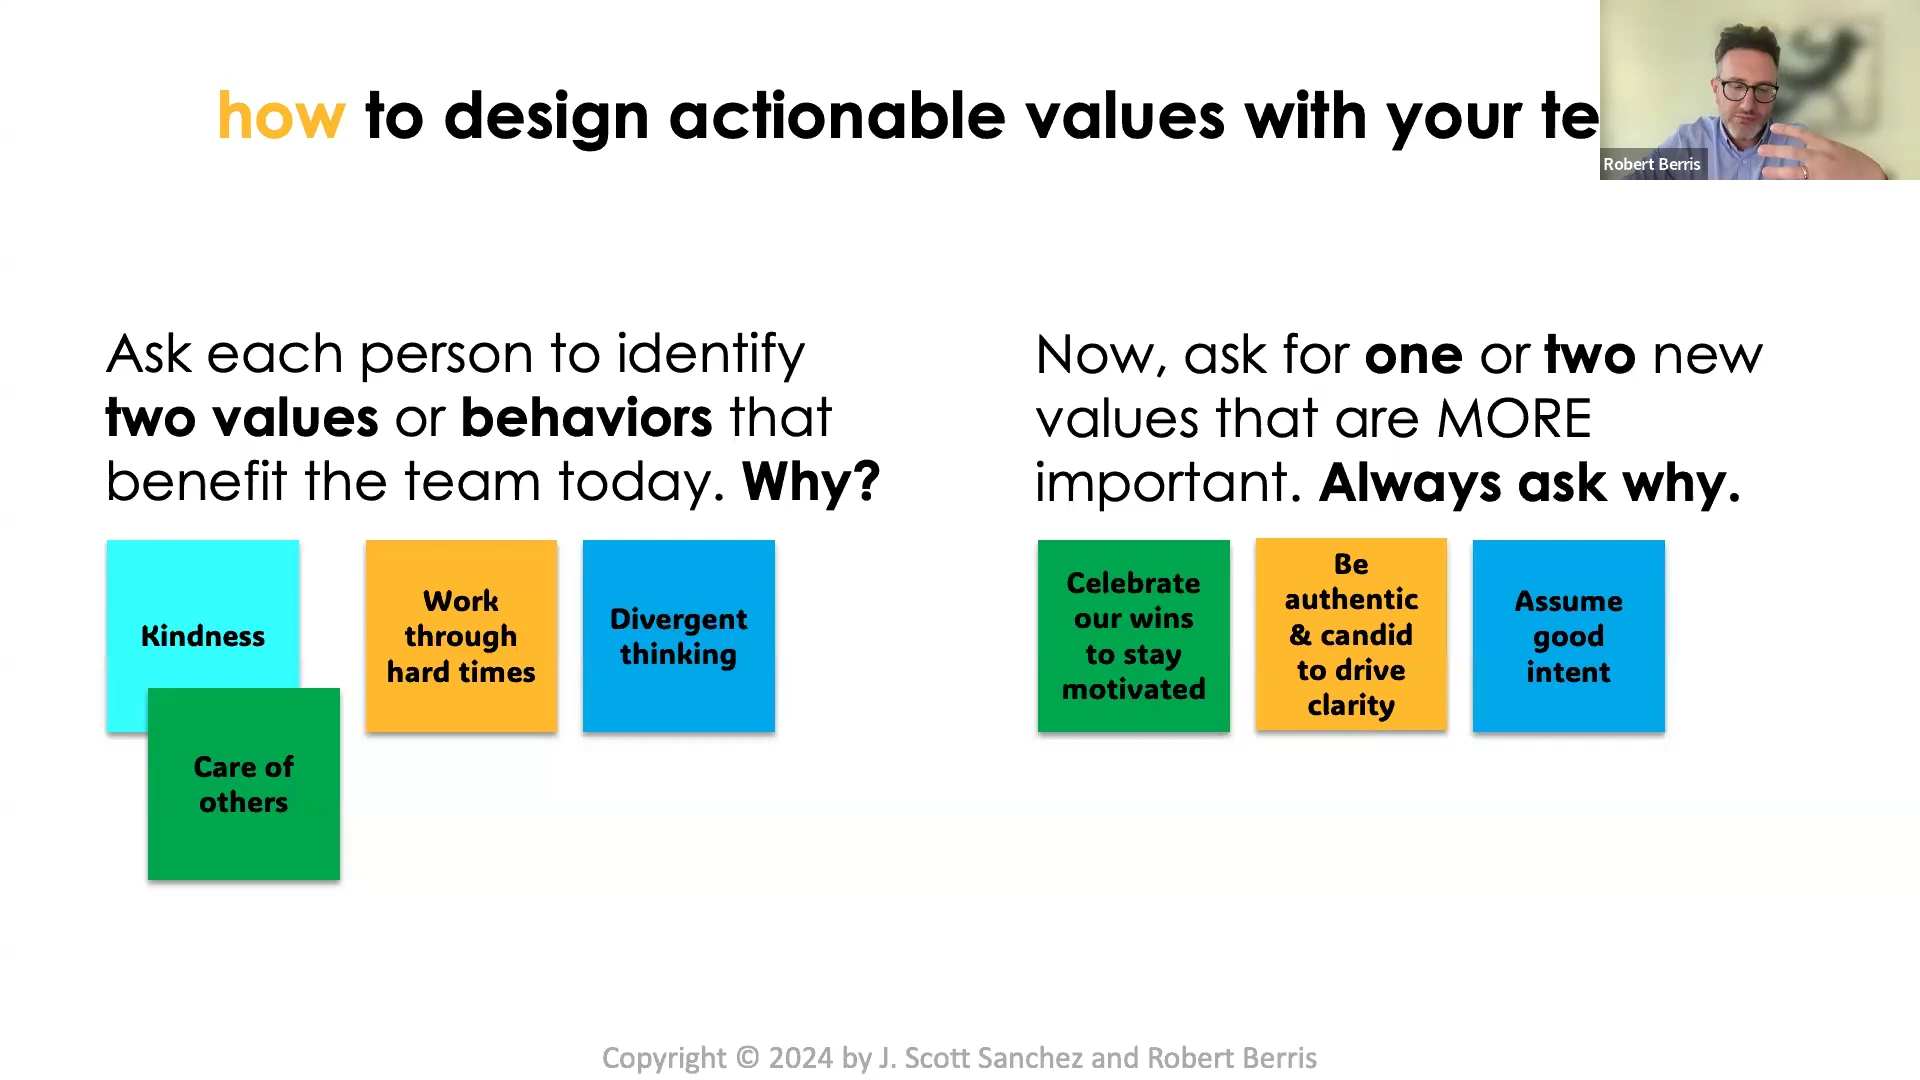 how to design actionable values with your te
Robert Berris
Ask each person to identify
two values or behaviors that
benefit the team today. Why?
Kindness
Care of
others
Work
through
hard times
Divergent
thinking
Now, ask for one or two new
values that are MORE
important. Always ask why.
Celebrate
our wins
to stay
motivated
Be
authentic
& candid
to drive
clarity
Assume
good
intent
Copyright © 2024 by J. Scott Sanchez and Robert Berris